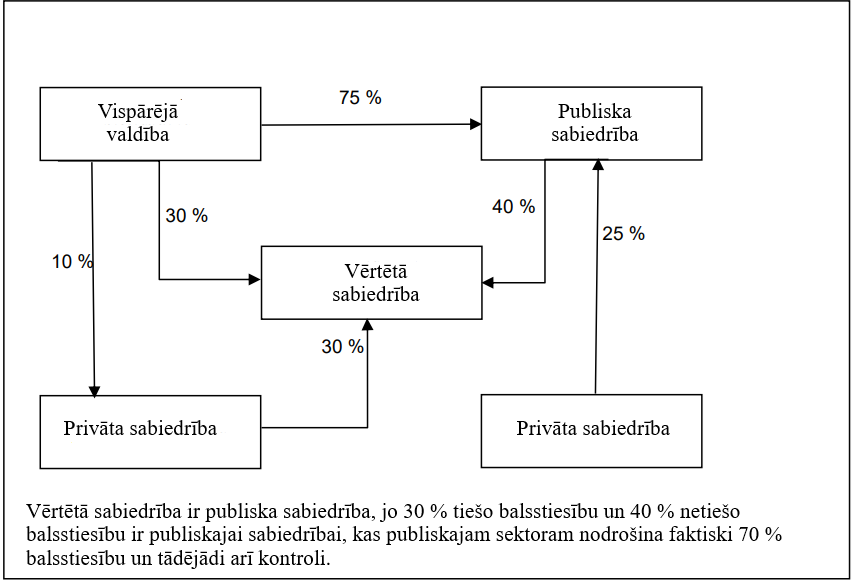 Vispārējā
valdība
75 %
Publiska
sabiedrība
30 %
40 %
25 %
10 %
Vērtētā
sabiedrība
30 %
Privāta sabiedrība
Privāta sabiedrība
Vērtētā sabiedrība ir publiska sabiedrība, jo 30 % tiešo balsstiesību un 40 % netiešo
balsstiesību ir publiskajai sabiedrībai, kas publiskajam sektoram nodrošina faktiski 70 %
balsstiesību un tādējādi arī kontroli.